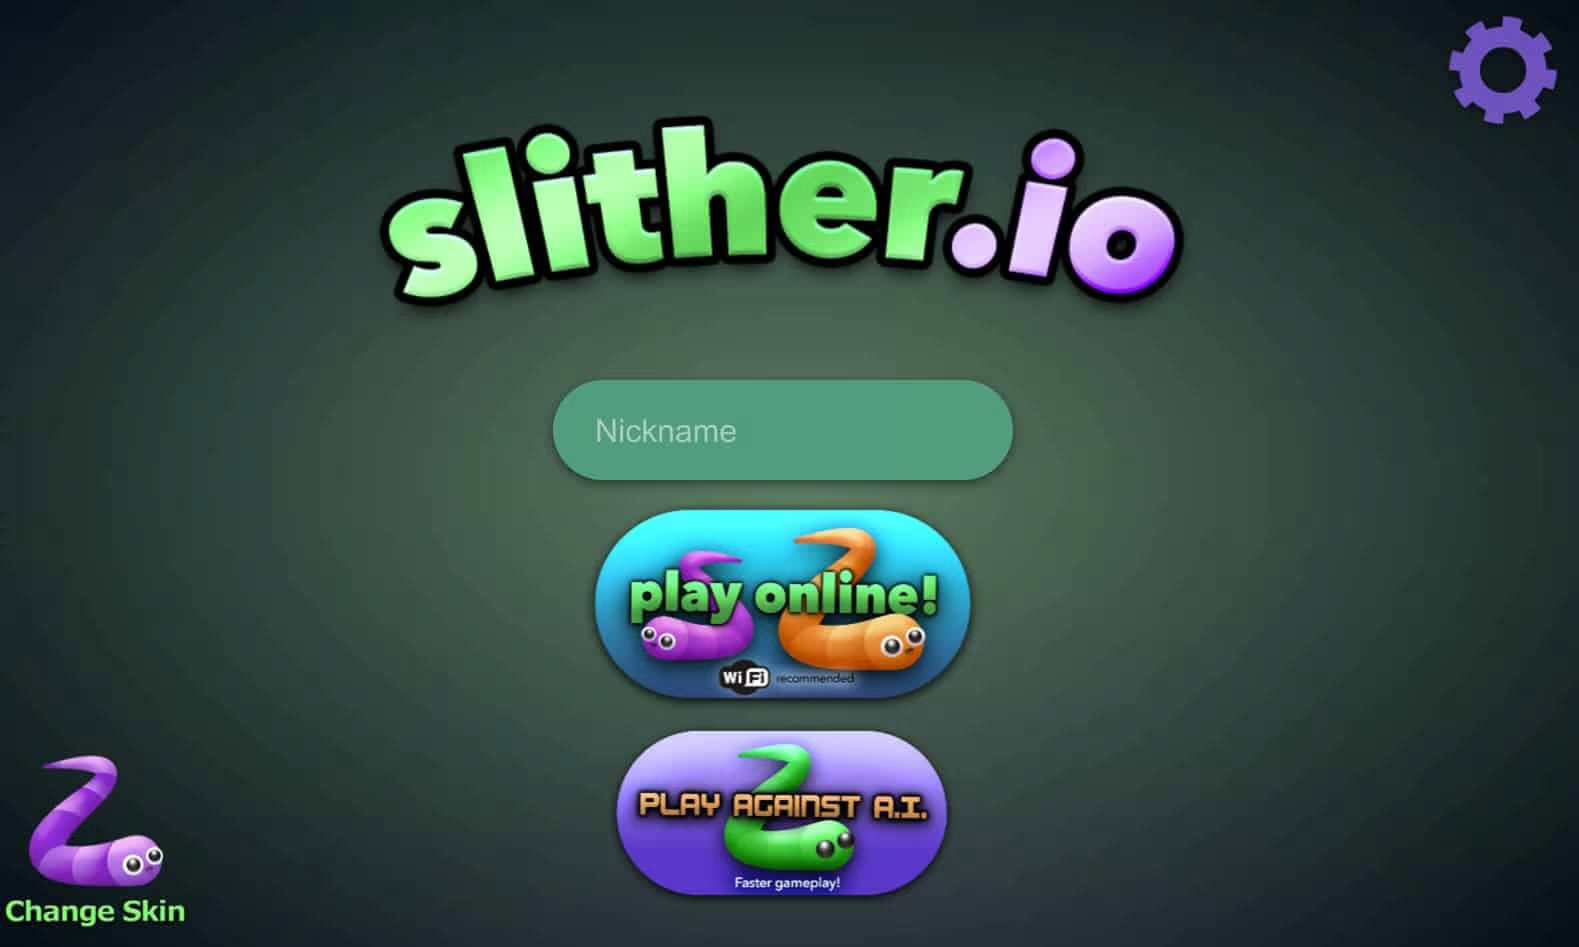 slither.io
Nickname
play online!
WiFi recommended
PLAY AGAINST A.I.
Faster gameplay!
Change Skin